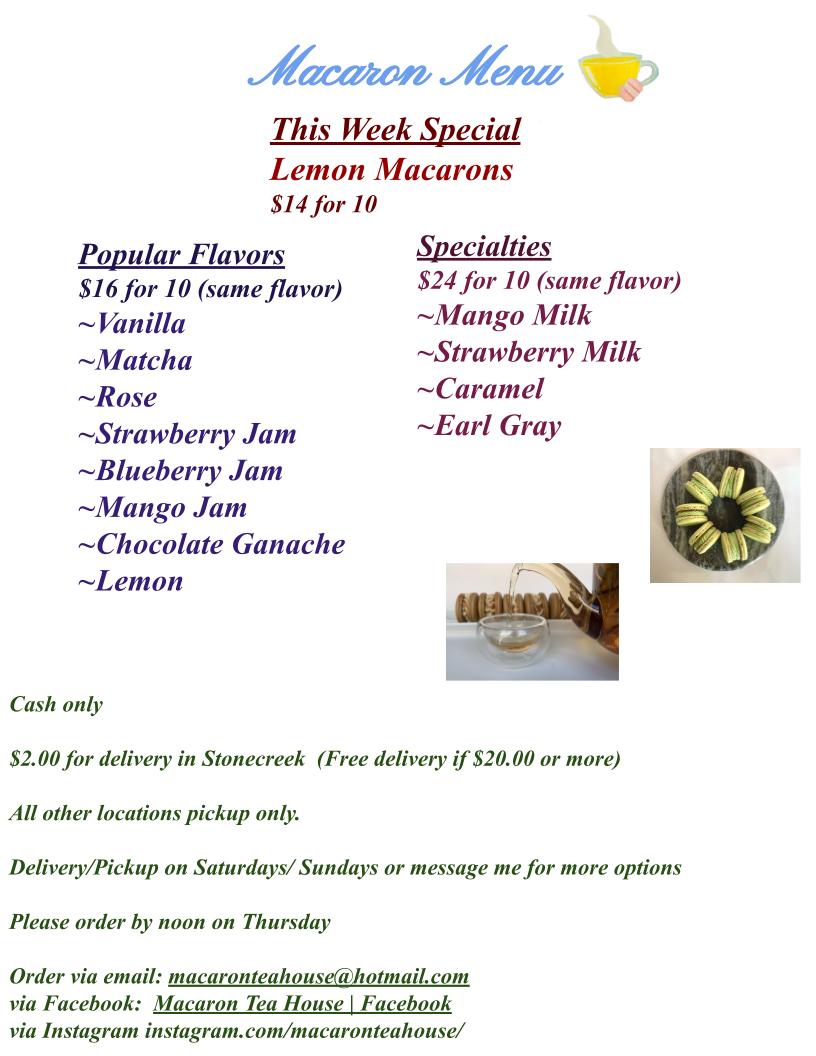 Macaron Menu
This Week Special
Lemon Macarons
$14 for 10
Popular Flavors
$16 for 10 (same flavor)
~Vanilla
~Matcha
~Rose
~Strawberry Jam
~Blueberry Jam
~Mango Jam
~Chocolate Ganache
~Lemon
Specialties
$24 for 10 (same flavor)
~Mango Milk
~Strawberry Milk
~Caramel
~Earl Gray
Cash only
$2.00 for delivery in Stonecreek (Free delivery if $20.00 or more)
All other locations pickup only.
Delivery/Pickup on Saturdays/ Sundays or message me for more options
Please order by noon on Thursday
Order via email: macaronteahouse@hotmail.com
via Facebook: Macaron Tea House | Facebook
via Instagram instagram.com/macaronteahouse/